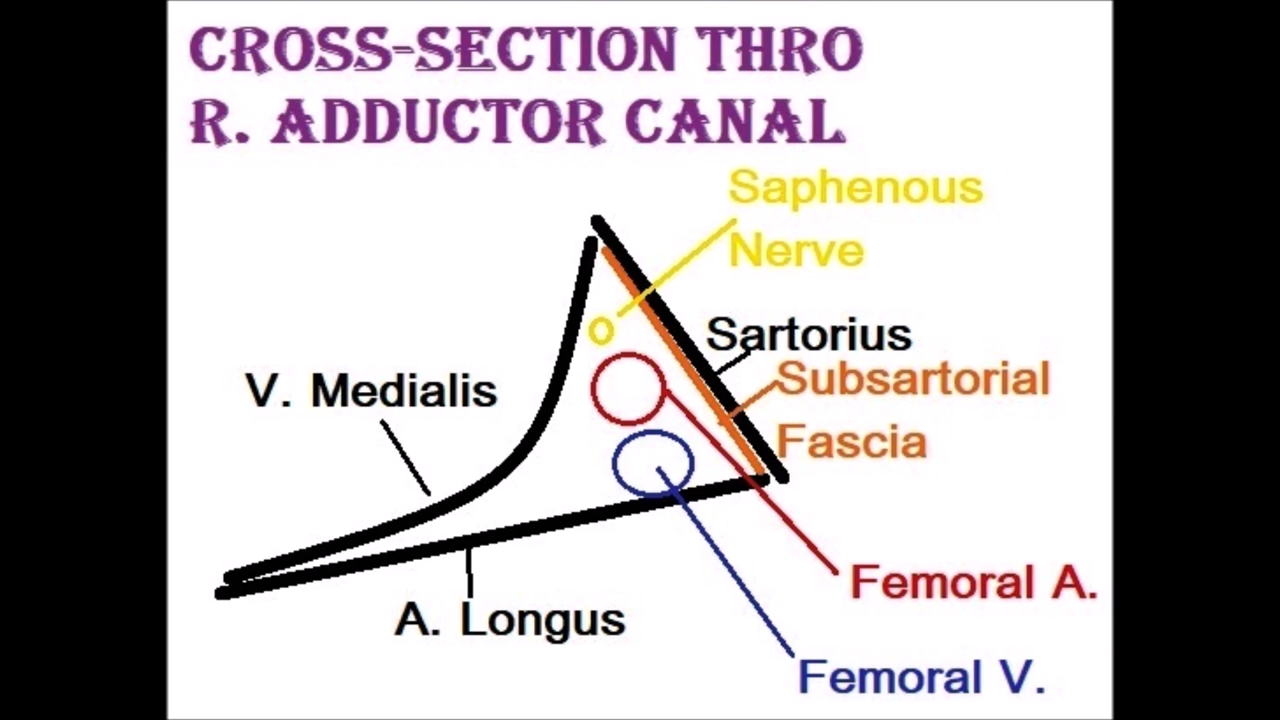 CROSS-SECTION THRO
R. ADDUCTOR CANAL
Saphenous
Nerve
Sartorius
V. Medialis
Subsartorial
Fascia
Femoral A.
A. Longus
Femoral V.